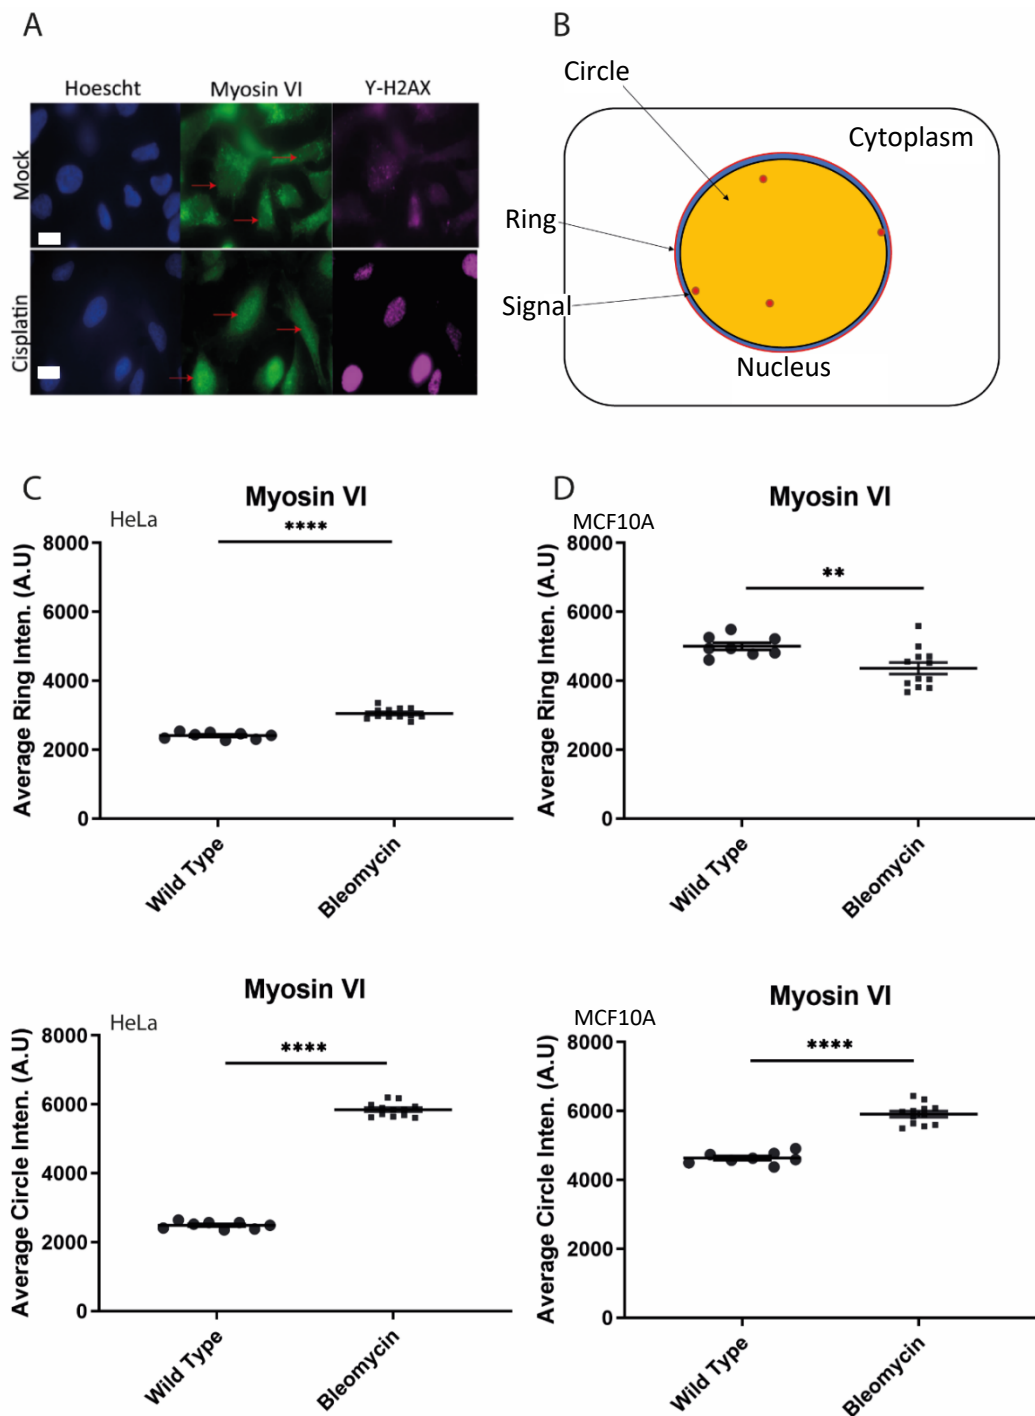 A
Hoescht Myosin VI Y-H2AX
Mock
Cisplatin
B
Circle
Cytoplasm
Ring
Signal
Nucleus
C
Myosin VI
HeLa
****
Average Ring Inten. (A.U)
8000
6000
4000
2000
0
Wild Type
Bleomycin
D
Myosin VI
MCF10A
**
Average Ring Inten. (A.U)
8000
6000
4000
2000
0
Wild Type
Bleomycin
Myosin VI
HeLa
****
Average Circle Inten. (A.U)
8000
6000
4000
2000
0
Wild Type
Bleomycin
Myosin VI
MCF10A
****
Average Circle Inten. (A.U)
8000
6000
4000
2000
0
Wild Type
Bleomycin